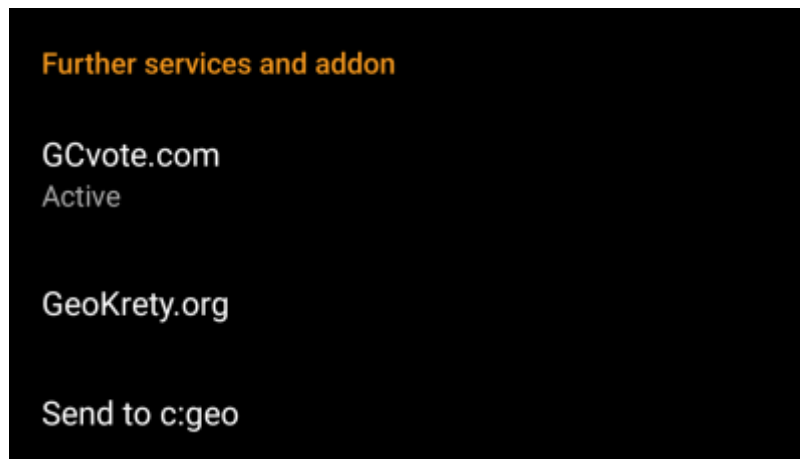 Further services and addon
GCvote.com
Active
GeoKrety.org
Send to c:geo